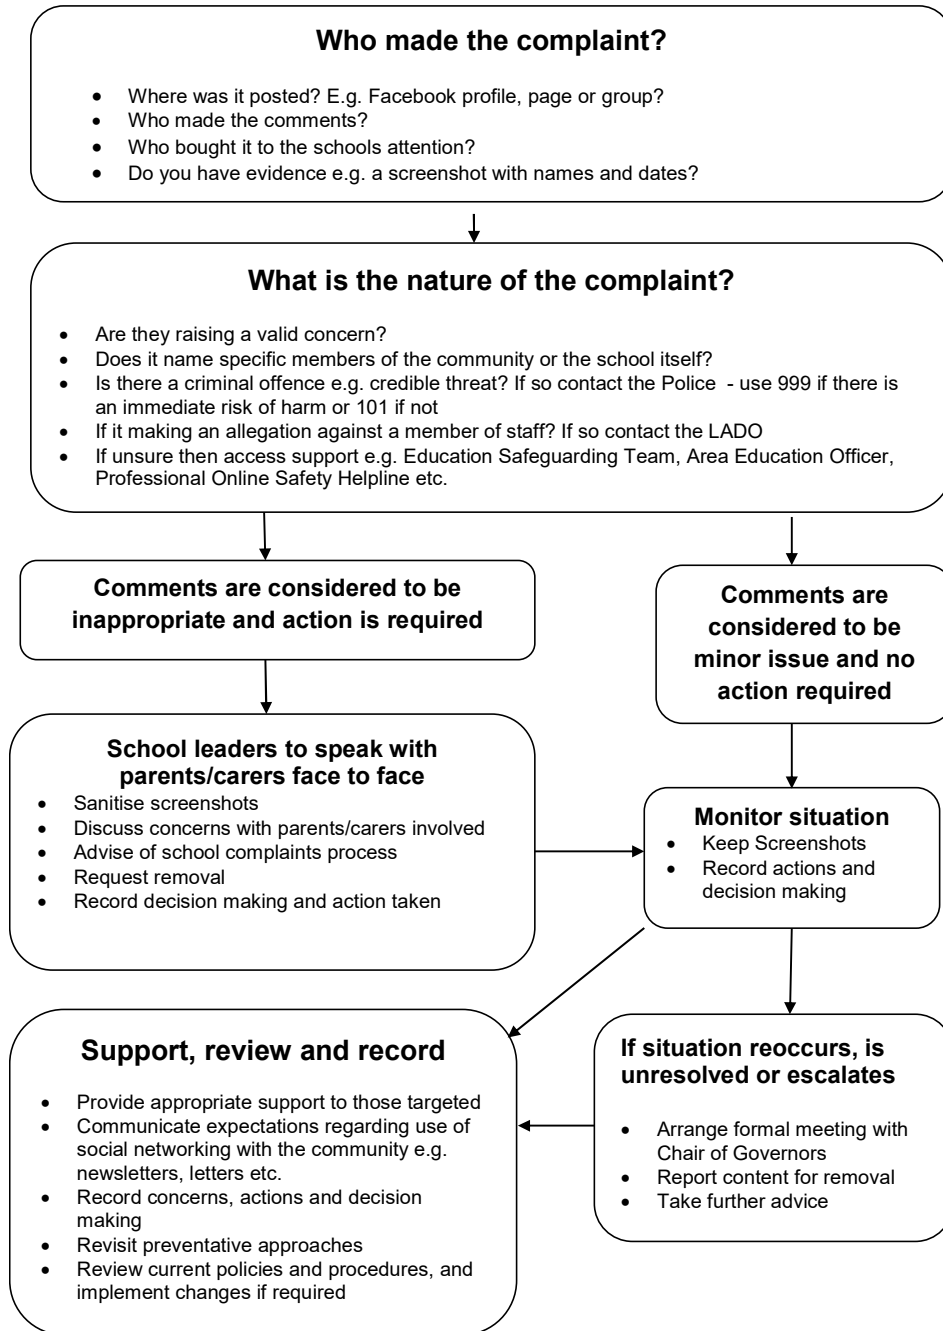 Who made the complaint?
• Where was it posted? E.g. Facebook profile, page or group?
• Who made the comments?
• Who bought it to the schools attention?
• Do you have evidence e.g. a screenshot with names and dates?
What is the nature of the complaint?
• Are they raising a valid concern?
• Does it name specific members of the community or the school itself?
• Is there a criminal offence e.g. credible threat? If so contact the Police - use 999 if there is
an immediate risk of harm or 101 if not
• If it making an allegation against a member of staff? If so contact the LADO
• If unsure then access support e.g. Education Safeguarding Team, Area Education Officer,
Professional Online Safety Helpline etc.
Comments are considered to be
inappropriate and action is required
Comments are
considered to be
minor issue and no
action required
School leaders to speak with
parents/carers face to face
• Sanitise screenshots
• Discuss concerns with parents/carers involved
• Advise of school complaints process
• Request removal
• Record decision making and action taken
Monitor situation
• Keep Screenshots
• Record actions and
decision making
Support, review and record
• Provide appropriate support to those targeted
• Communicate expectations regarding use of
social networking with the community e.g.
newsletters, letters etc.
• Record concerns, actions and decision
making
• Revisit preventative approaches
• Review current policies and procedures, and
implement changes if required
If situation reoccurs, is
unresolved or escalates
• Arrange formal meeting with
Chair of Governors
• Report content for removal
• Take further advice